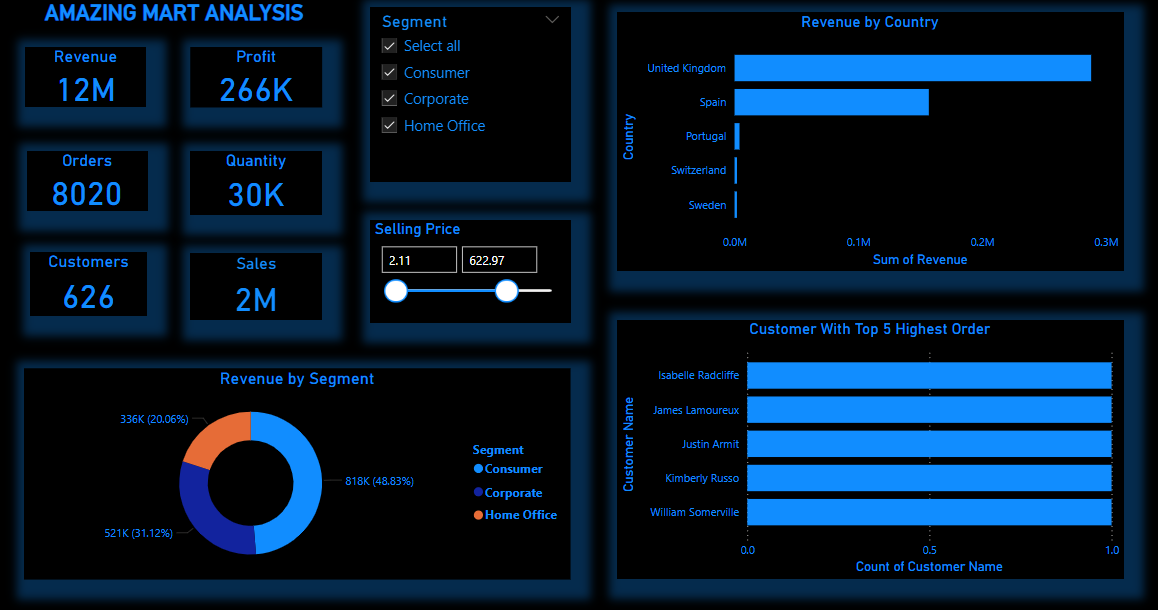 AMAZING MART ANALYSIS
Revenue
12M
Profit
266K
Orders
8020
Quantity
30K
Customers
626
Sales
2M
Segment
Select all
Consumer
Corporate
Home Office
Selling Price
2.11
622.97
Revenue by Country
Country
United Kingdom
Spain
Portugal
Switzerland
Sweden
0.0M
0.1M
0.2M
0.3M
Sum of Revenue
Revenue by Segment
336K (20.06%)
818K (48.83%)
521K (31.12%)
Segment
Consumer
Corporate
Home Office
Customer With Top 5 Highest Order
Customer Name
Isabelle Radcliffe
James Lamoureux
Justin Armit
Kimberly Russo
William Somerville
0.0
0.5
1.0
Count of Customer Name